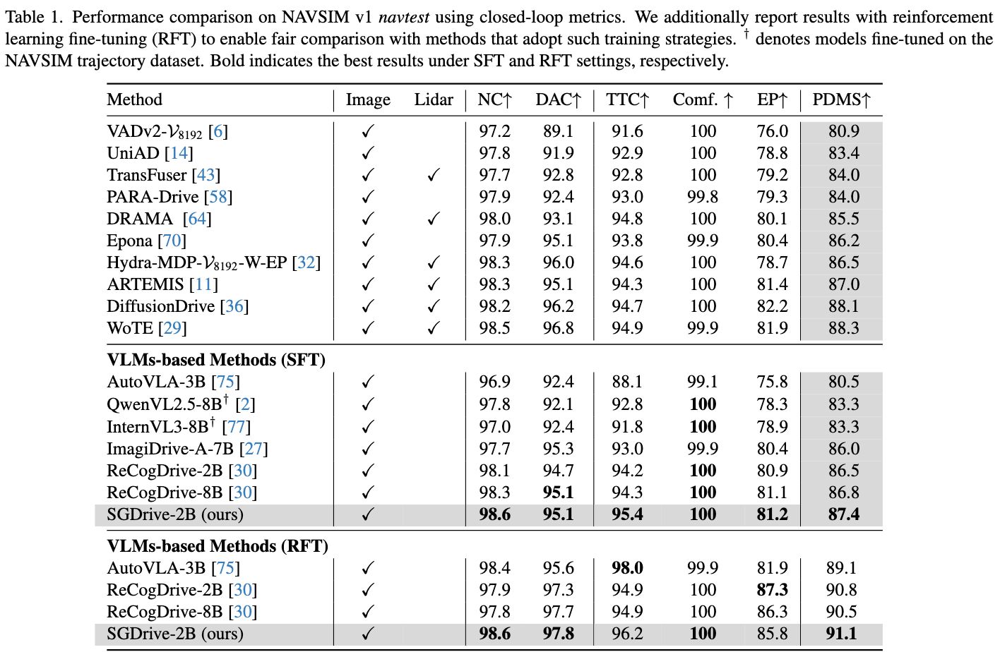 Table 1. Performance comparison on NAVSIM v1 navtest using closed-loop metrics. We additionally report results with reinforcement
learning fine-tuning (RFT) to enable fair comparison with methods that adopt such training strategies. † denotes models fine-tuned on the
NAVSIM trajectory dataset. Bold indicates the best results under SFT and RFT settings, respectively.
Method Image Lidar NC↑ DAC↑ TTC↑ Comf. ↑ EP↑ PDMS↑
VADv2-𝒱8192 [6] ✓ 97.2 89.1 91.6 100 76.0 80.9
UniAD [14] ✓ 97.8 91.9 92.9 100 78.8 83.4
TransFuser [43] ✓ ✓ 97.7 92.8 92.8 100 79.2 84.0
PARA-Drive [58] ✓ 97.9 92.4 93.0 99.8 79.3 84.0
DRAMA [64] ✓ ✓ 98.0 93.1 94.8 100 80.1 85.5
Epona [70] ✓ 97.9 95.1 93.8 99.9 80.4 86.2
Hydra-MDP-𝒱8192-W-EP [32] ✓ ✓ 98.3 96.0 94.6 100 78.7 86.5
ARTEMIS [11] ✓ ✓ 98.3 95.1 94.3 100 81.4 87.0
DiffusionDrive [36] ✓ ✓ 98.2 96.2 94.7 100 82.2 88.1
WoTE [29] ✓ ✓ 98.5 96.8 94.9 99.9 81.9 88.3
VLMs-based Methods (SFT)
AutoVLA-3B [75] ✓ 96.9 92.4 88.1 99.1 75.8 80.5
QwenVL2.5-8B† [2] ✓ 97.8 92.1 92.8 100 78.3 83.3
InternVL3-8B† [77] ✓ 97.0 92.4 91.8 100 78.9 83.3
ImagiDrive-A-7B [27] ✓ 97.7 95.3 93.0 99.9 80.4 86.0
ReCogDrive-2B [30] ✓ 98.1 94.7 94.2 100 80.9 86.5
ReCogDrive-8B [30] ✓ 98.3 95.1 94.3 100 81.1 86.8
SGDrive-2B (ours) ✓ 98.6 95.1 95.4 100 81.2 87.4
VLMs-based Methods (RFT)
AutoVLA-3B [75] ✓ 98.4 95.6 98.0 99.9 81.9 89.1
ReCogDrive-2B [30] ✓ 97.9 97.3 94.9 100 87.3 90.8
ReCogDrive-8B [30] ✓ 97.8 97.7 94.9 100 86.3 90.5
SGDrive-2B (ours) ✓ 98.6 97.8 96.2 100 85.8 91.1